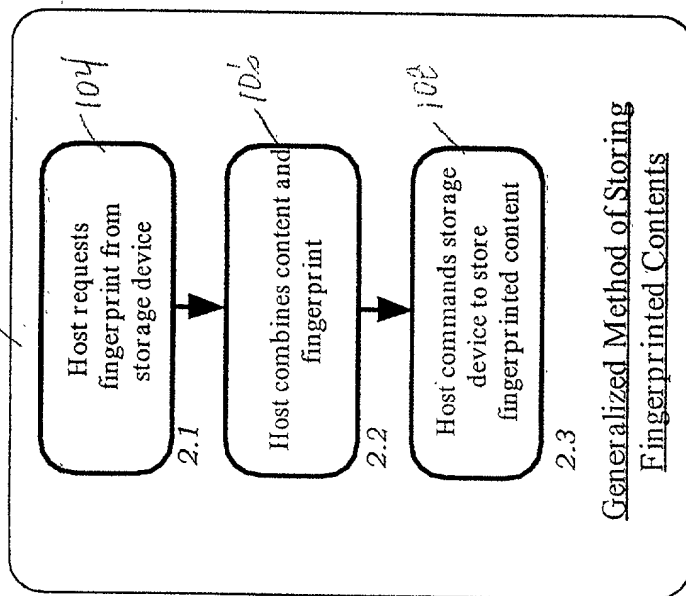 104
Host requests
fingerprint from
storage device
2.1
106
Host combines content and
fingerprint
2.2
Host commands storage
device to store
fingerprinted content
2.3
Generalized Method of Storing
Fingerprinted Contents